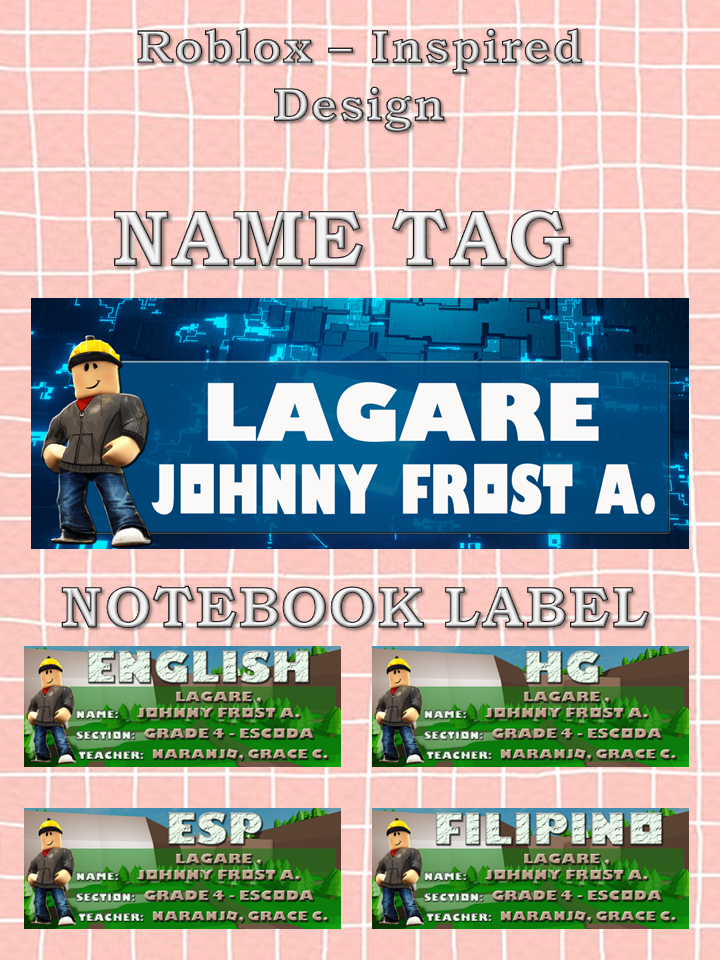 Roblox – Inspired
Design
NAME TAG
LAGARE
JOHNNY FROST A.
NOTEBOOK LABEL
ENGLISH
LAGARE ,
NAME: JOHNNY FROST A.
SECTION: GRADE 4 - ESCODA
TEACHER: NARANJO, GRACE C.
HG
LAGARE ,
NAME: JOHNNY FROST A.
SECTION: GRADE 4 - ESCODA
TEACHER: NARANJO, GRACE C.
ESP
LAGARE ,
NAME: JOHNNY FROST A.
SECTION: GRADE 4 - ESCODA
TEACHER: NARANJO, GRACE C.
FILIPINO
LAGARE ,
NAME: JOHNNY FROST A.
SECTION: GRADE 4 - ESCODA
TEACHER: NARANJO, GRACE C.